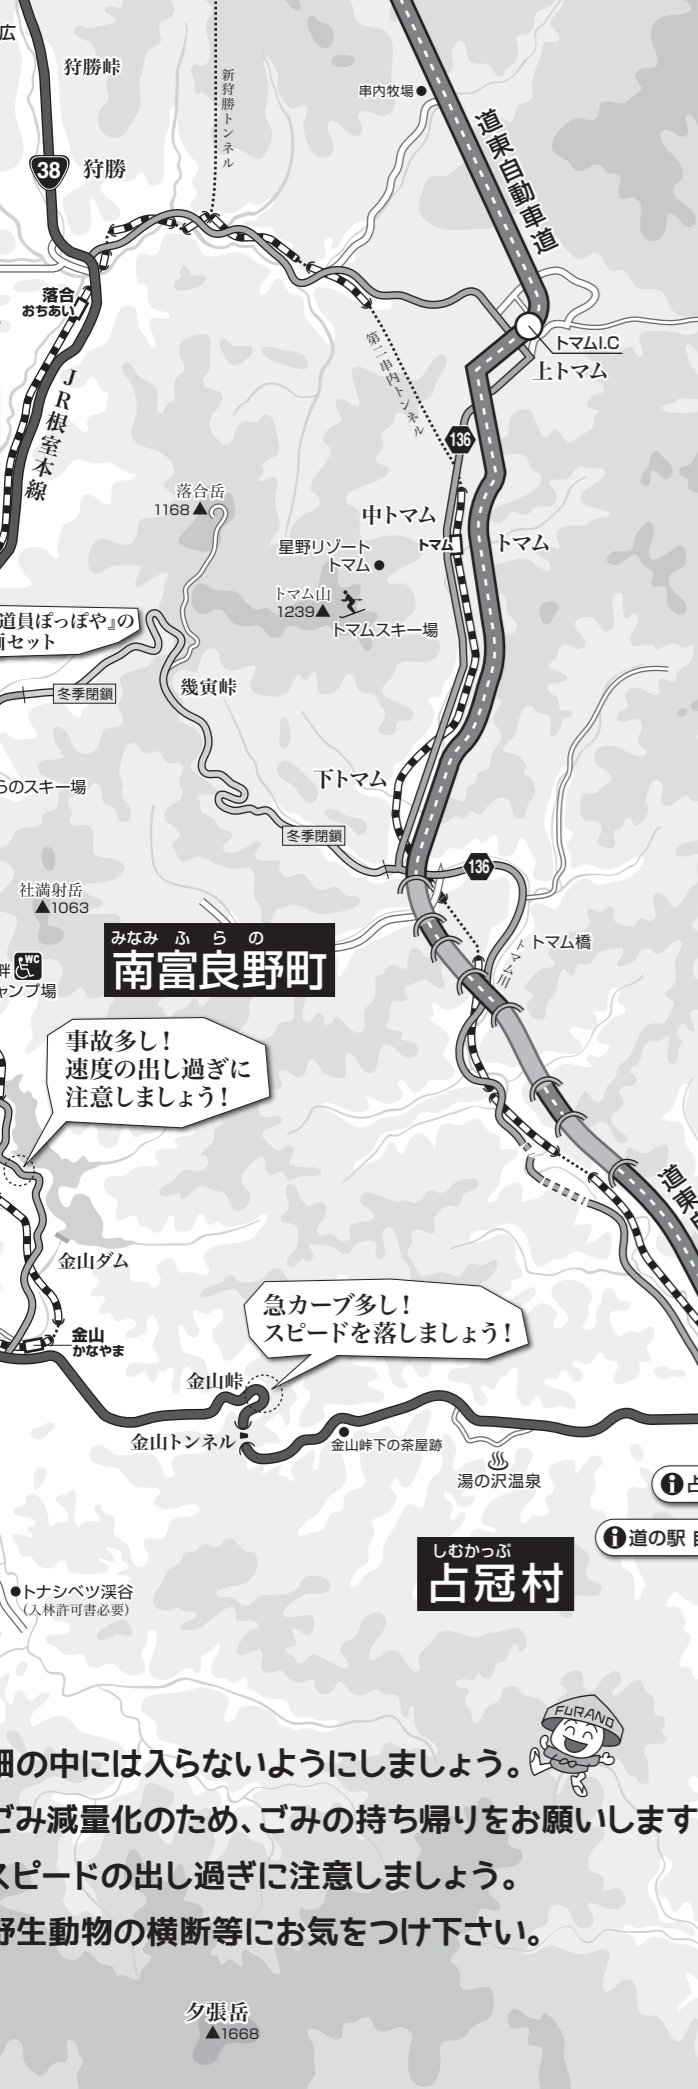 広
狩勝峠
新狩勝トンネル
串内牧場
道東自動車道
38
狩勝
落合
おちあい
トマムI.C
上トマム
第二串内トンネル
JR根室本線
136
落合岳
1168▲
中トマム
トマム
トマム
星野リゾート
トマム
トマム山
1239▲
トマムスキー場
道員ぽっぽや』の
セット
冬季閉鎖
幾寅峠
下トマム
らのスキー場
冬季閉鎖
136
社満射岳
▲1063
みなみ ふ ら の
南富良野町
トマム橋
トマム川
WC
畔
ャンプ場
事故多し!
速度の出し過ぎに
注意しましょう!
道東
金山ダム
急カーブ多し!
スピードを落しましょう!
金山
かなやま
金山峠
金山トンネル
金山峠下の茶屋跡
湯の沢温泉
i 占
i 道の駅
しむかっぷ
占冠村
トナシベツ渓谷
(入林許可書必要)
FURANO
畑の中には入らないようにしましょう。
ごみ減量化のため、ごみの持ち帰りをお願いします
スピードの出し過ぎに注意しましょう。
野生動物の横断等にお気をつけ下さい。
夕張岳
▲1668